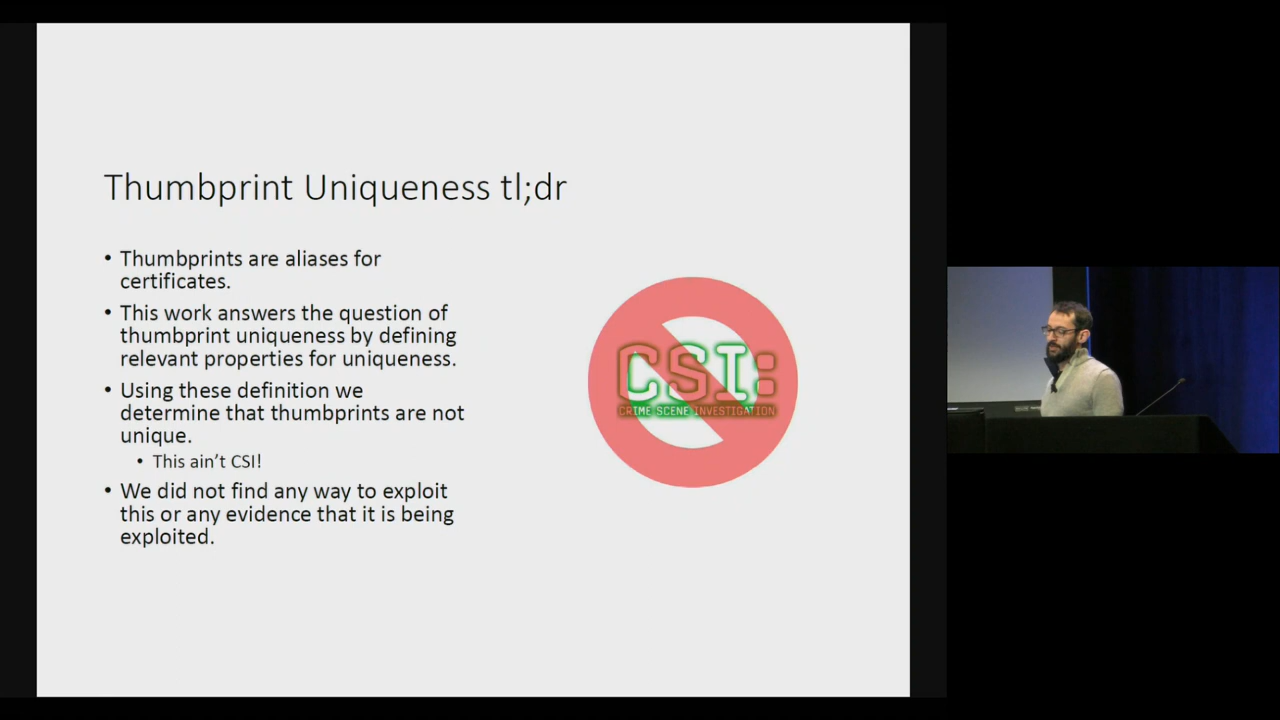 Thumbprint Uniqueness tl;dr
• Thumbprints are aliases for
certificates.
• This work answers the question of
thumbprint uniqueness by defining
relevant properties for uniqueness.
• Using these definition we
determine that thumbprints are not
unique.
• This ain't CSI!
• We did not find any way to exploit
this or any evidence that it is being
exploited.
CSI:
CRIME SCENE INVESTIGATION